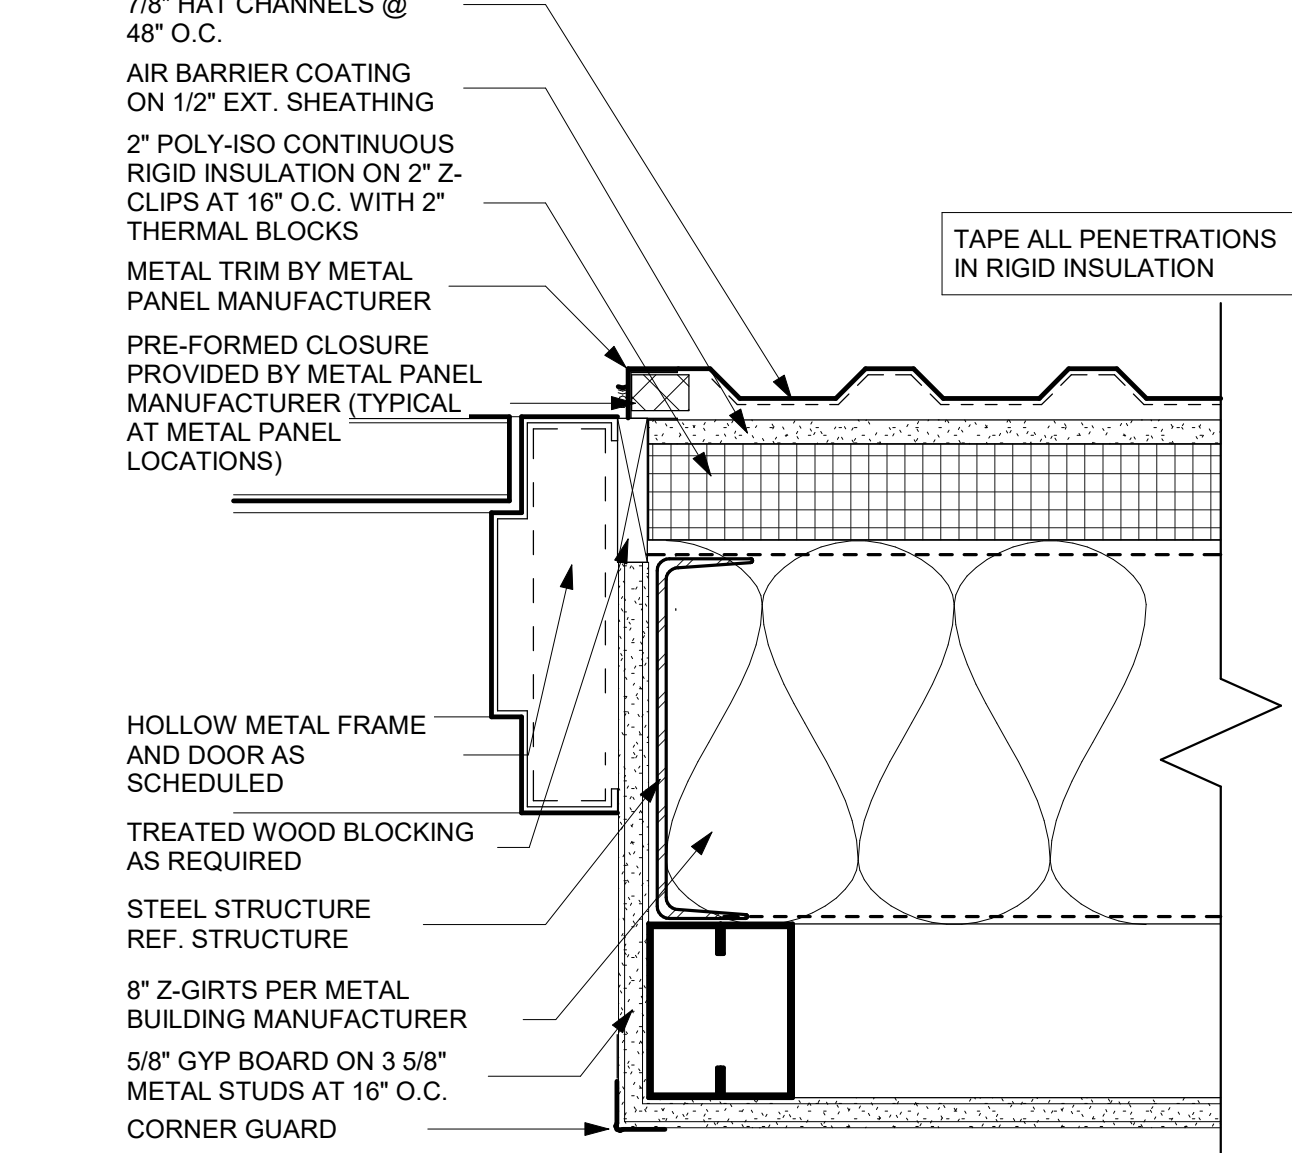 7/8" HAT CHANNELS @
48" O.C.
AIR BARRIER COATING
ON 1/2" EXT. SHEATHING
2" POLY-ISO CONTINUOUS
RIGID INSULATION ON 2" Z-
CLIPS AT 16" O.C. WITH 2"
THERMAL BLOCKS
METAL TRIM BY METAL
PANEL MANUFACTURER
PRE-FORMED CLOSURE
PROVIDED BY METAL PANEL
MANUFACTURER (TYPICAL
AT METAL PANEL
LOCATIONS)
HOLLOW METAL FRAME
AND DOOR AS
SCHEDULED
TREATED WOOD BLOCKING
AS REQUIRED
STEEL STRUCTURE
REF. STRUCTURE
8" Z-GIRTS PER METAL
BUILDING MANUFACTURER
5/8" GYP BOARD ON 3 5/8"
METAL STUDS AT 16" O.C.
CORNER GUARD
TAPE ALL PENETRATIONS
IN RIGID INSULATION